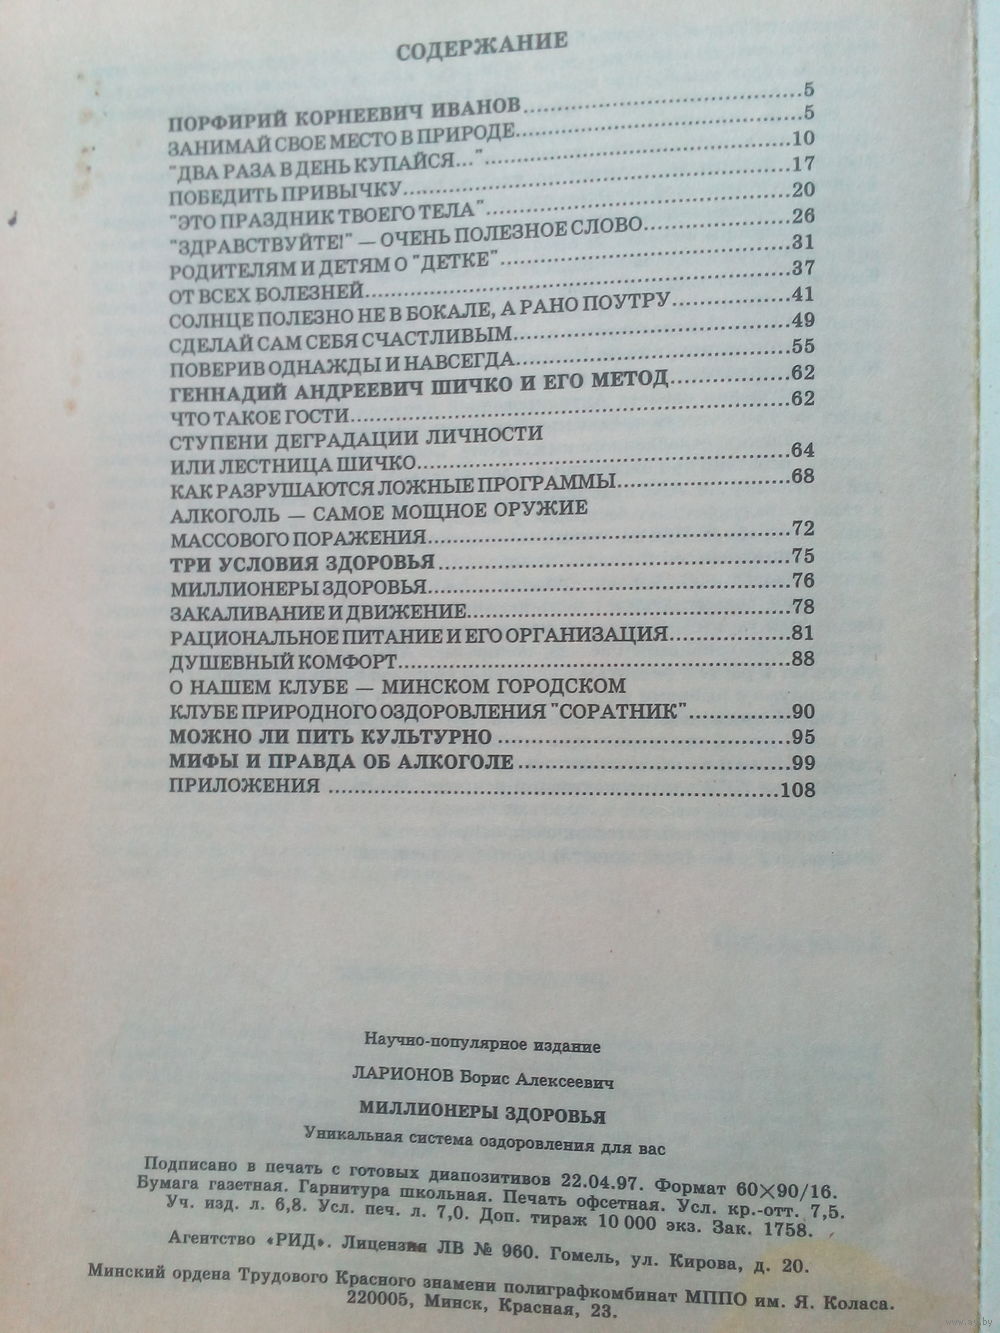 СОДЕРЖАНИЕ
ПОРФИРИЙ КОРНЕЕВИЧ ИВАНОВ....................5
ЗАНИМАЙ СВОЕ МЕСТО В ПРИРОДЕ....................5
"ДВА РАЗА В ДЕНЬ КУПАЙСЯ..."....................10
ПОБЕДИТЬ ПРИВЫЧКУ....................17
"ЭТО ПРАЗДНИК ТВОЕГО ТЕЛА"....................20
"ЗДРАВСТВУЙТЕ!" — ОЧЕНЬ ПОЛЕЗНОЕ СЛОВО....................26
РОДИТЕЛЯМ И ДЕТЯМ О "ДЕТКЕ"....................31
ОТ ВСЕХ БОЛЕЗНЕЙ....................37
СОЛНЦЕ ПОЛЕЗНО НЕ В БОКАЛЕ, А РАНО ПОУТРУ....................41
СДЕЛАЙ САМ СЕБЯ СЧАСТЛИВЫМ....................49
ПОВЕРИВ ОДНАЖДЫ И НАВСЕГДА....................55
ГЕННАДИЙ АНДРЕЕВИЧ ШИЧКО И ЕГО МЕТОД....................62
ЧТО ТАКОЕ ГОСТИ....................62
СТУПЕНИ ДЕГРАДАЦИИ ЛИЧНОСТИ
ИЛИ ЛЕСТНИЦА ШИЧКО....................64
КАК РАЗРУШАЮТСЯ ЛОЖНЫЕ ПРОГРАММЫ....................68
АЛКОГОЛЬ — САМОЕ МОЩНОЕ ОРУЖИЕ
МАССОВОГО ПОРАЖЕНИЯ....................72
ТРИ УСЛОВИЯ ЗДОРОВЬЯ....................75
МИЛЛИОНЕРЫ ЗДОРОВЬЯ....................76
ЗАКАЛИВАНИЕ И ДВИЖЕНИЕ....................78
РАЦИОНАЛЬНОЕ ПИТАНИЕ И ЕГО ОРГАНИЗАЦИЯ....................81
ДУШЕВНЫЙ КОМФОРТ....................88
О НАШЕМ КЛУБЕ — МИНСКОМ ГОРОДСКОМ
КЛУБЕ ПРИРОДНОГО ОЗДОРОВЛЕНИЯ "СОРАТНИК"....................90
МОЖНО ЛИ ПИТЬ КУЛЬТУРНО ....................95
МИФЫ И ПРАВДА ОБ АЛКОГОЛЕ....................99
ПРИЛОЖЕНИЯ ....................108
Научно-популярное издание
ЛАРИОНОВ Борис Алексеевич
МИЛЛИОНЕРЫ ЗДОРОВЬЯ
Уникальная система оздоровления для вас
Подписано в печать с готовых диапозитивов 22.04.97. Формат 60×90/16.
Бумага газетная. Гарнитура школьная. Печать офсетная. Усл. кр.-отт. 7,5.
Уч. изд. л. 6,8. Усл. печ. л. 7,0. Доп. тираж 10 000 экз. Зак. 1758.
Агентство «РИД». Лицензия ЛВ № 960. Гомель, ул. Кирова, д. 20.
Минский ордена Трудового Красного знамени полиграфкомбинат МППО им. Я. Коласа.
220005, Минск, Красная, 23.
www.ay.by